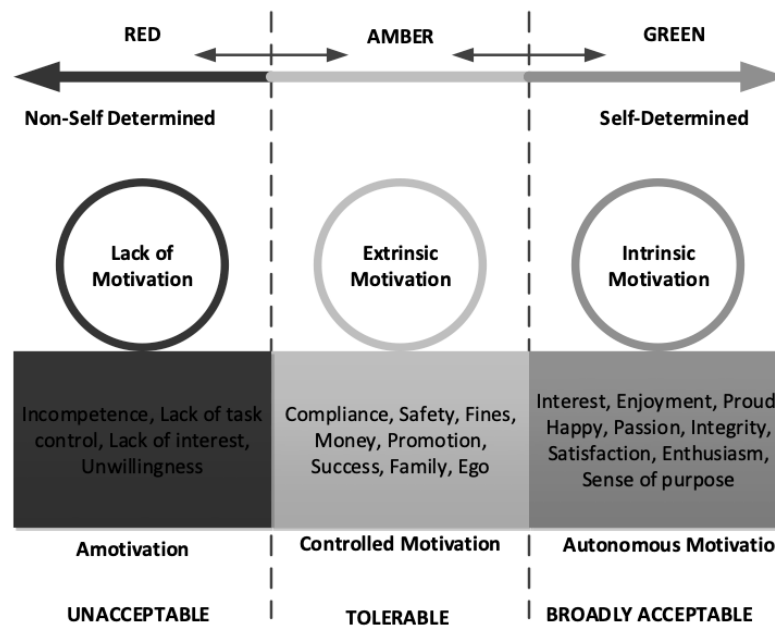 RED
AMBER
GREEN
Non-Self Determined
Self-Determined
Lack of
Motivation
Extrinsic
Motivation
Intrinsic
Motivation
Incompetence, Lack of task
control, Lack of interest,
Unwillingness
Compliance, Safety, Fines,
Money, Promotion,
Success, Family, Ego
Interest, Enjoyment, Proud,
Happy, Passion, Integrity,
Satisfaction, Enthusiasm,
Sense of purpose
Amotivation
Controlled Motivation
Autonomous Motivatio
UNACCEPTABLE
TOLERABLE
BROADLY ACCEPTABLE